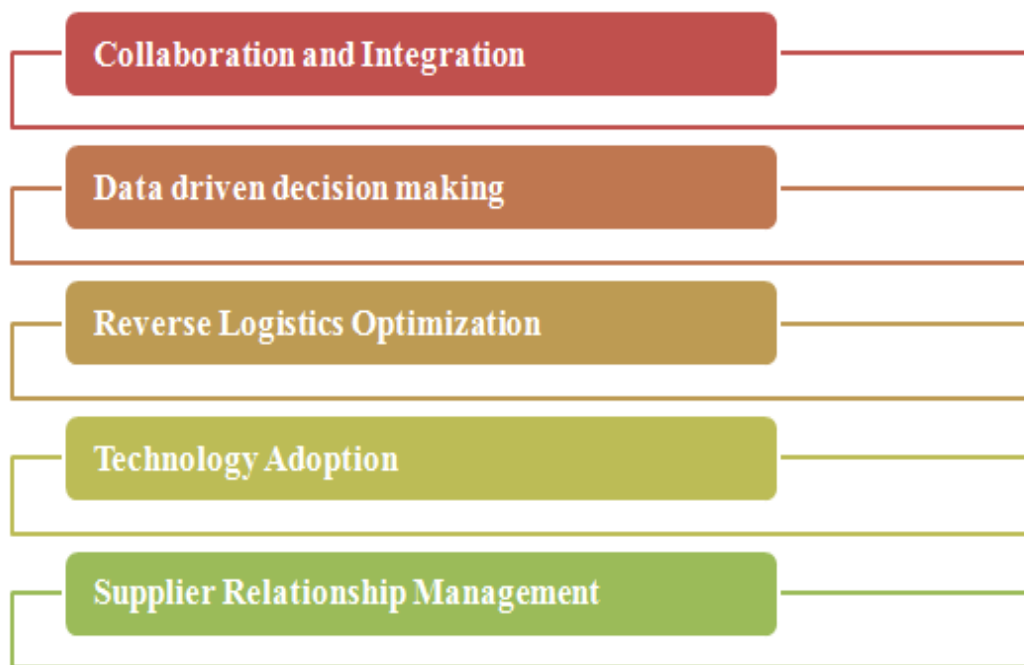 Collaboration and Integration
Data driven decision making
Reverse Logistics Optimization
Technology Adoption
Supplier Relationship Management